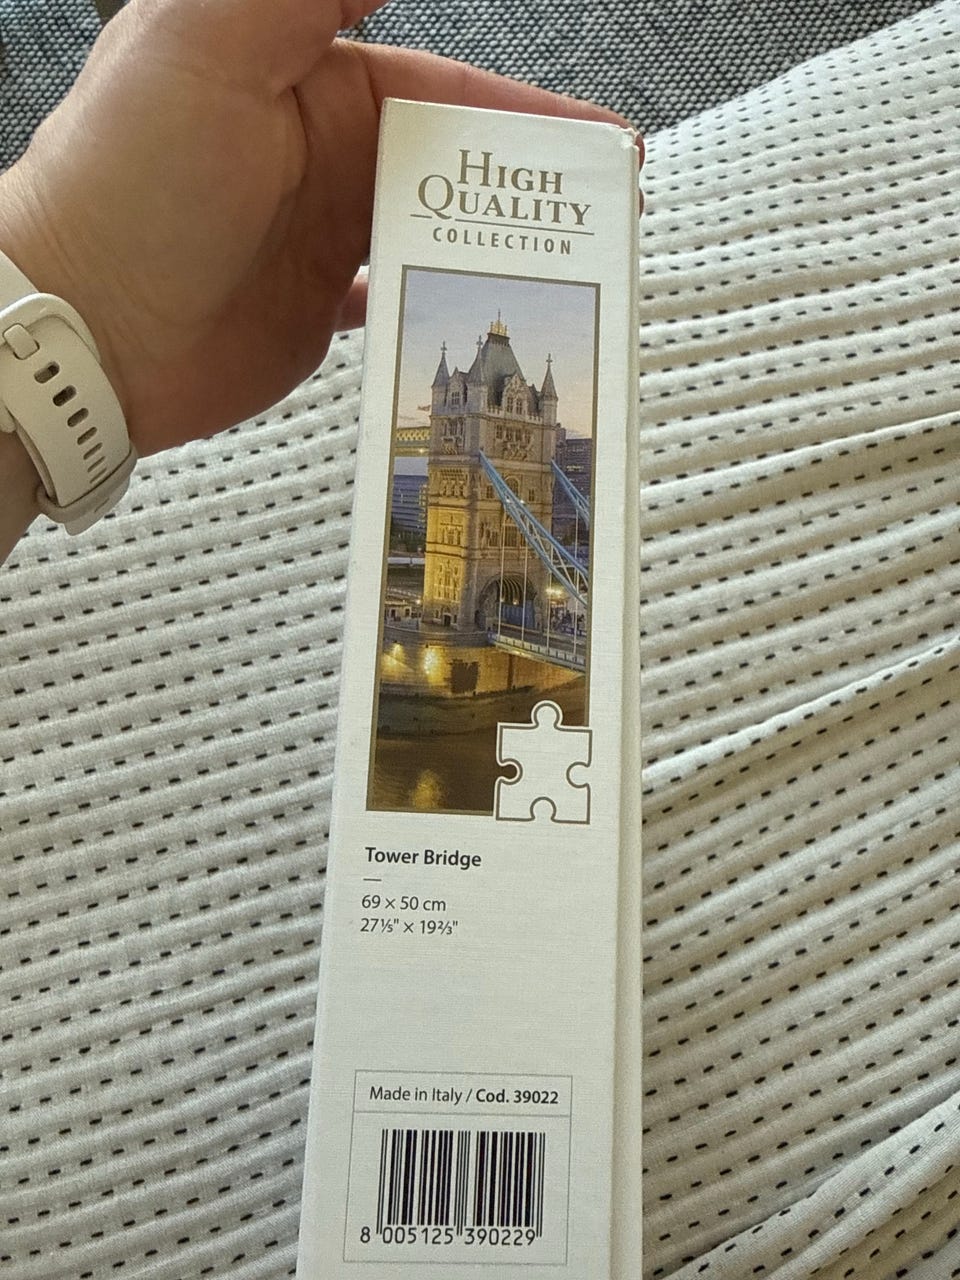 HIGH
QUALITY
COLLECTION
Tower Bridge
69 × 50 cm
27⅕" × 19⅔"
Made in Italy / Cod. 39022
8 005125 390229